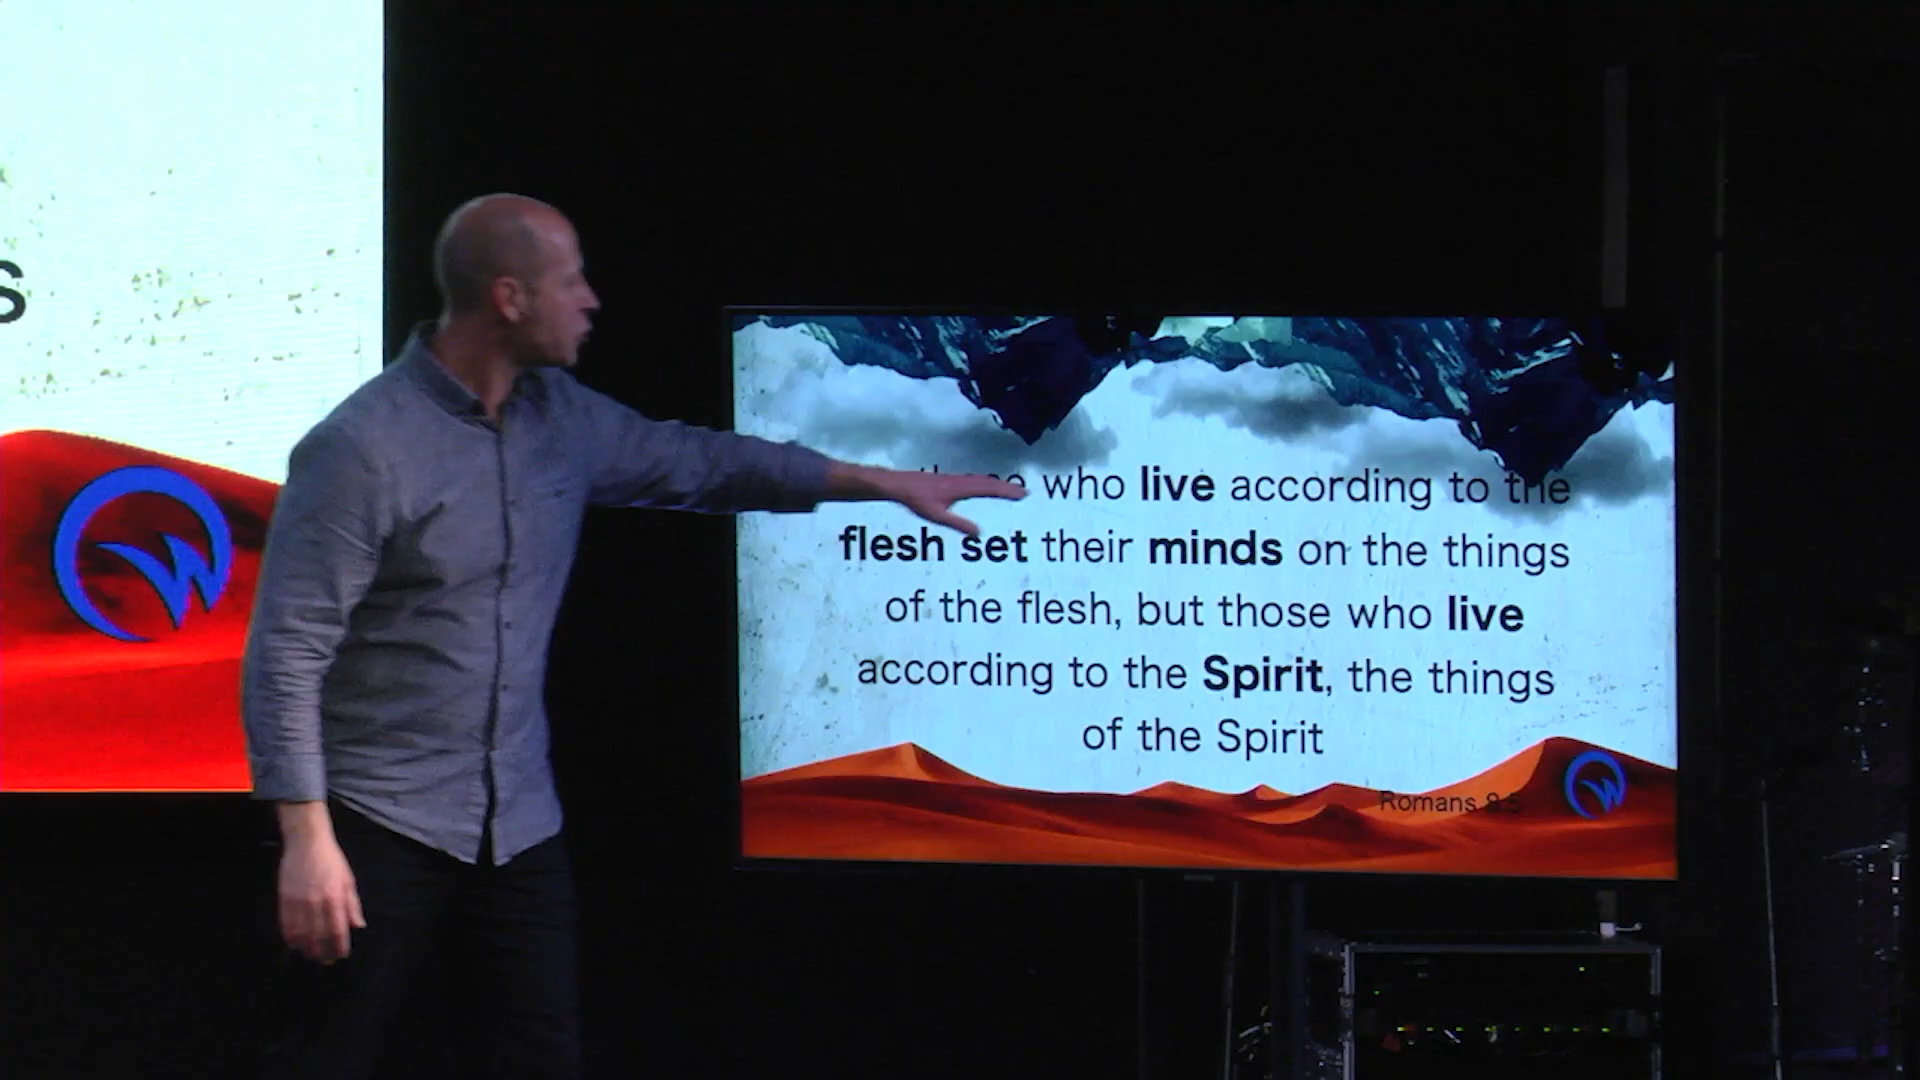 who live according to the
flesh set their minds on the things
of the flesh, but those who live
according to the Spirit, the things
of the Spirit
Romans 8:5
s